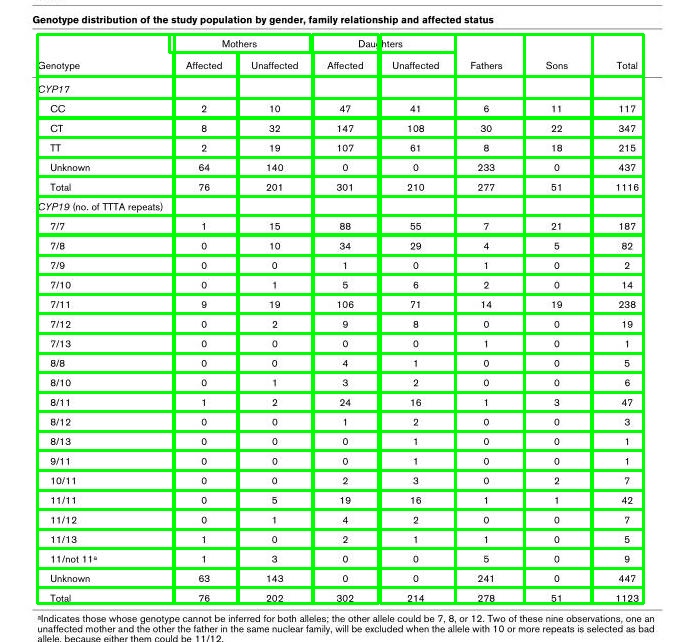 Genotype distribution of the study population by gender, family relationship and affected status
Mothers Daughters
Genotype Affected Unaffected Affected Unaffected Fathers Sons Total
CYP17
CC 2 10 47 41 6 11 117
CT 8 32 147 108 30 22 347
TT 2 19 107 61 8 18 215
Unknown 64 140 0 0 233 0 437
Total 76 201 301 210 277 51 1116
CYP19 (no. of TTTA repeats)
7/7 1 15 88 55 7 21 187
7/8 0 10 34 29 4 5 82
7/9 0 0 1 0 1 0 2
7/10 0 1 5 6 2 0 14
7/11 9 19 106 71 14 19 238
7/12 0 2 9 8 0 0 19
7/13 0 0 0 0 1 0 1
8/8 0 0 4 1 0 0 5
8/10 0 1 3 2 0 0 6
8/11 1 2 24 16 1 3 47
8/12 0 0 1 2 0 0 3
8/13 0 0 0 1 0 0 1
9/11 0 0 0 1 0 0 1
10/11 0 0 2 3 0 2 7
11/11 0 5 19 16 1 1 42
11/12 0 1 4 2 0 0 7
11/13 1 0 2 1 1 0 5
11/not 11ᵃ 1 3 0 0 5 0 9
Unknown 63 143 0 0 241 0 447
Total 76 202 302 214 278 51 1123
ᵃIndicates those whose genotype cannot be inferred for both alleles; the other allele could be 7, 8, or 12. Two of these nine observations, one an
unaffected mother and the other the father in the same nuclear family, will be excluded when the allele with 10 or more repeats is selected as bad
allele, because either them could be 11/12.